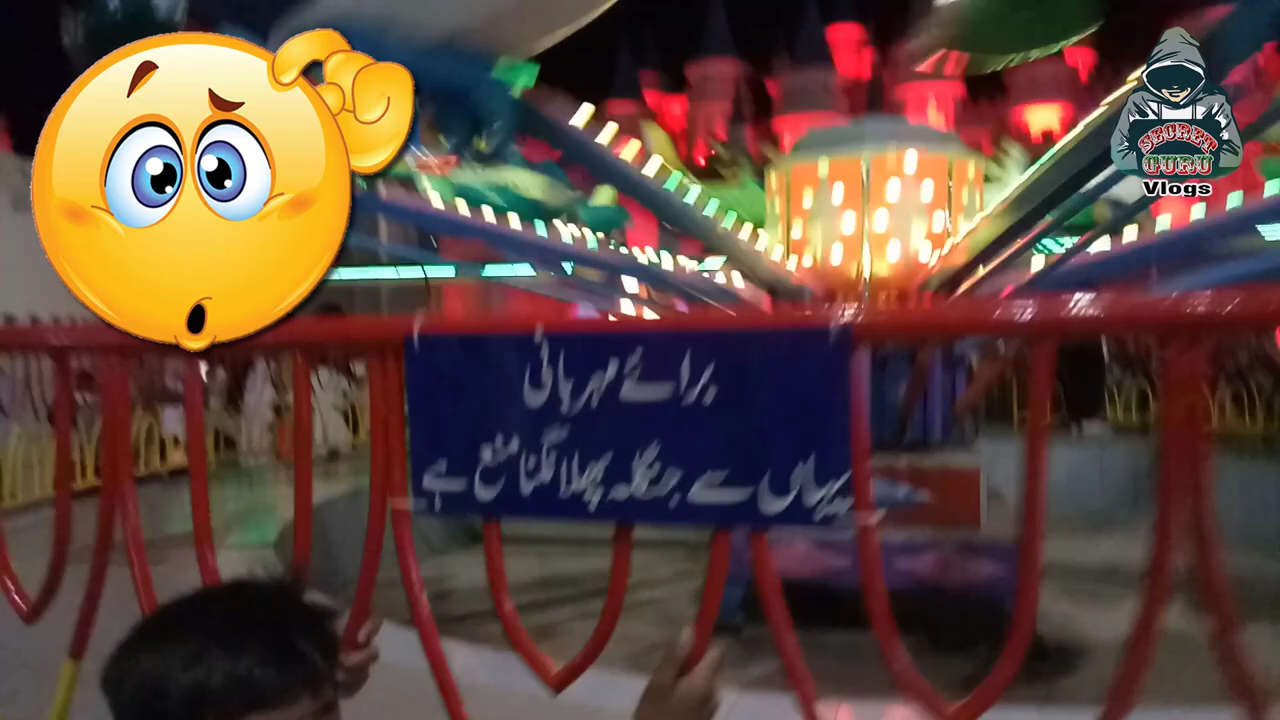 برائے مہربانی
یہاں سے جنگلہ پھلانگنا منع ہے
SECRET
GURU
Vlogs